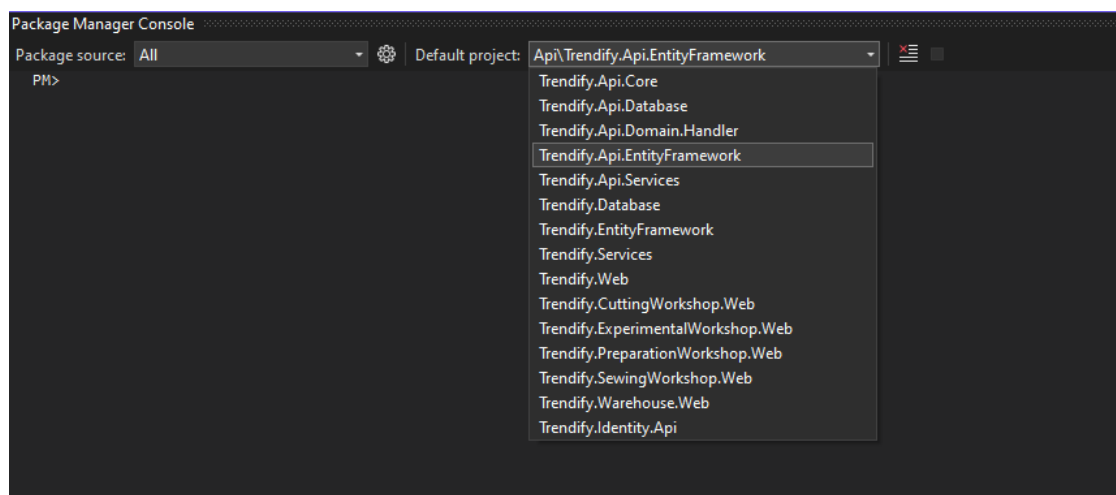 Package Manager Console
Package source: All Default project: Api\Trendify.Api.EntityFramework
PM>
Trendify.Api.Core
Trendify.Api.Database
Trendify.Api.Domain.Handler
Trendify.Api.EntityFramework
Trendify.Api.Services
Trendify.Database
Trendify.EntityFramework
Trendify.Services
Trendify.Web
Trendify.CuttingWorkshop.Web
Trendify.ExperimentalWorkshop.Web
Trendify.PreparationWorkshop.Web
Trendify.SewingWorkshop.Web
Trendify.Warehouse.Web
Trendify.Identity.Api